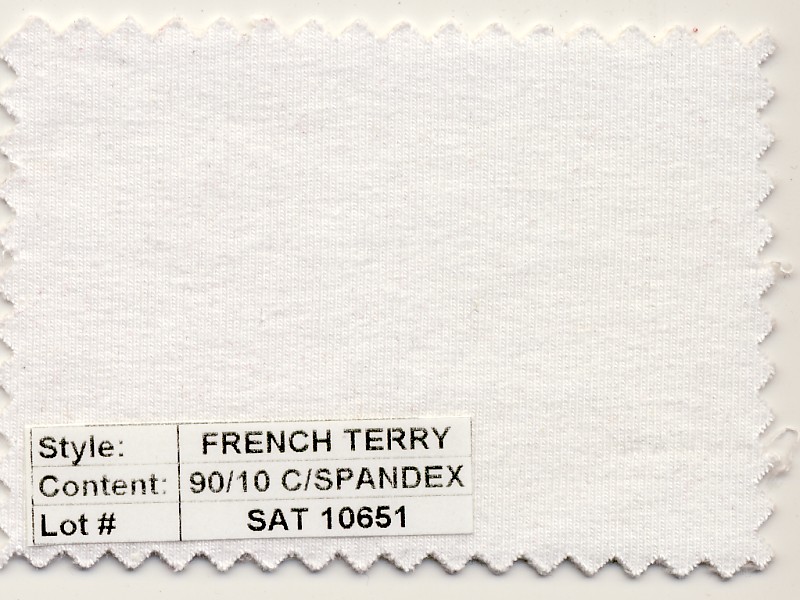 Style: FRENCH TERRY
Content: 90/10 C/SPANDEX
Lot # SAT 10651